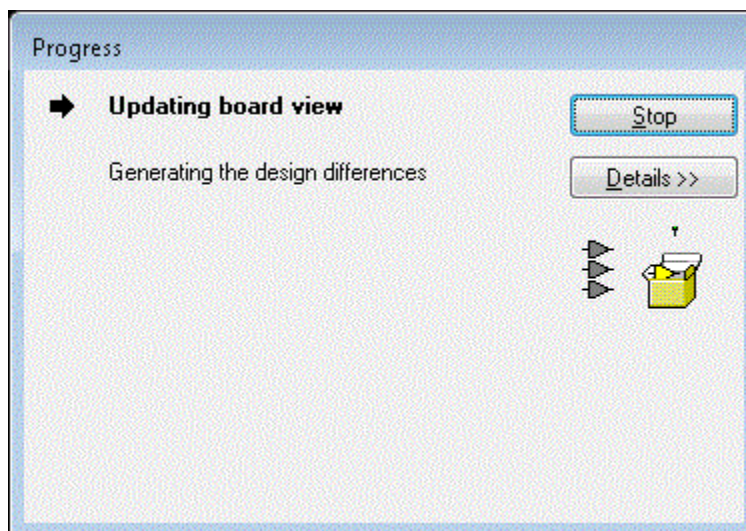 Progress
Updating board view
Stop
Generating the design differences
Details >>